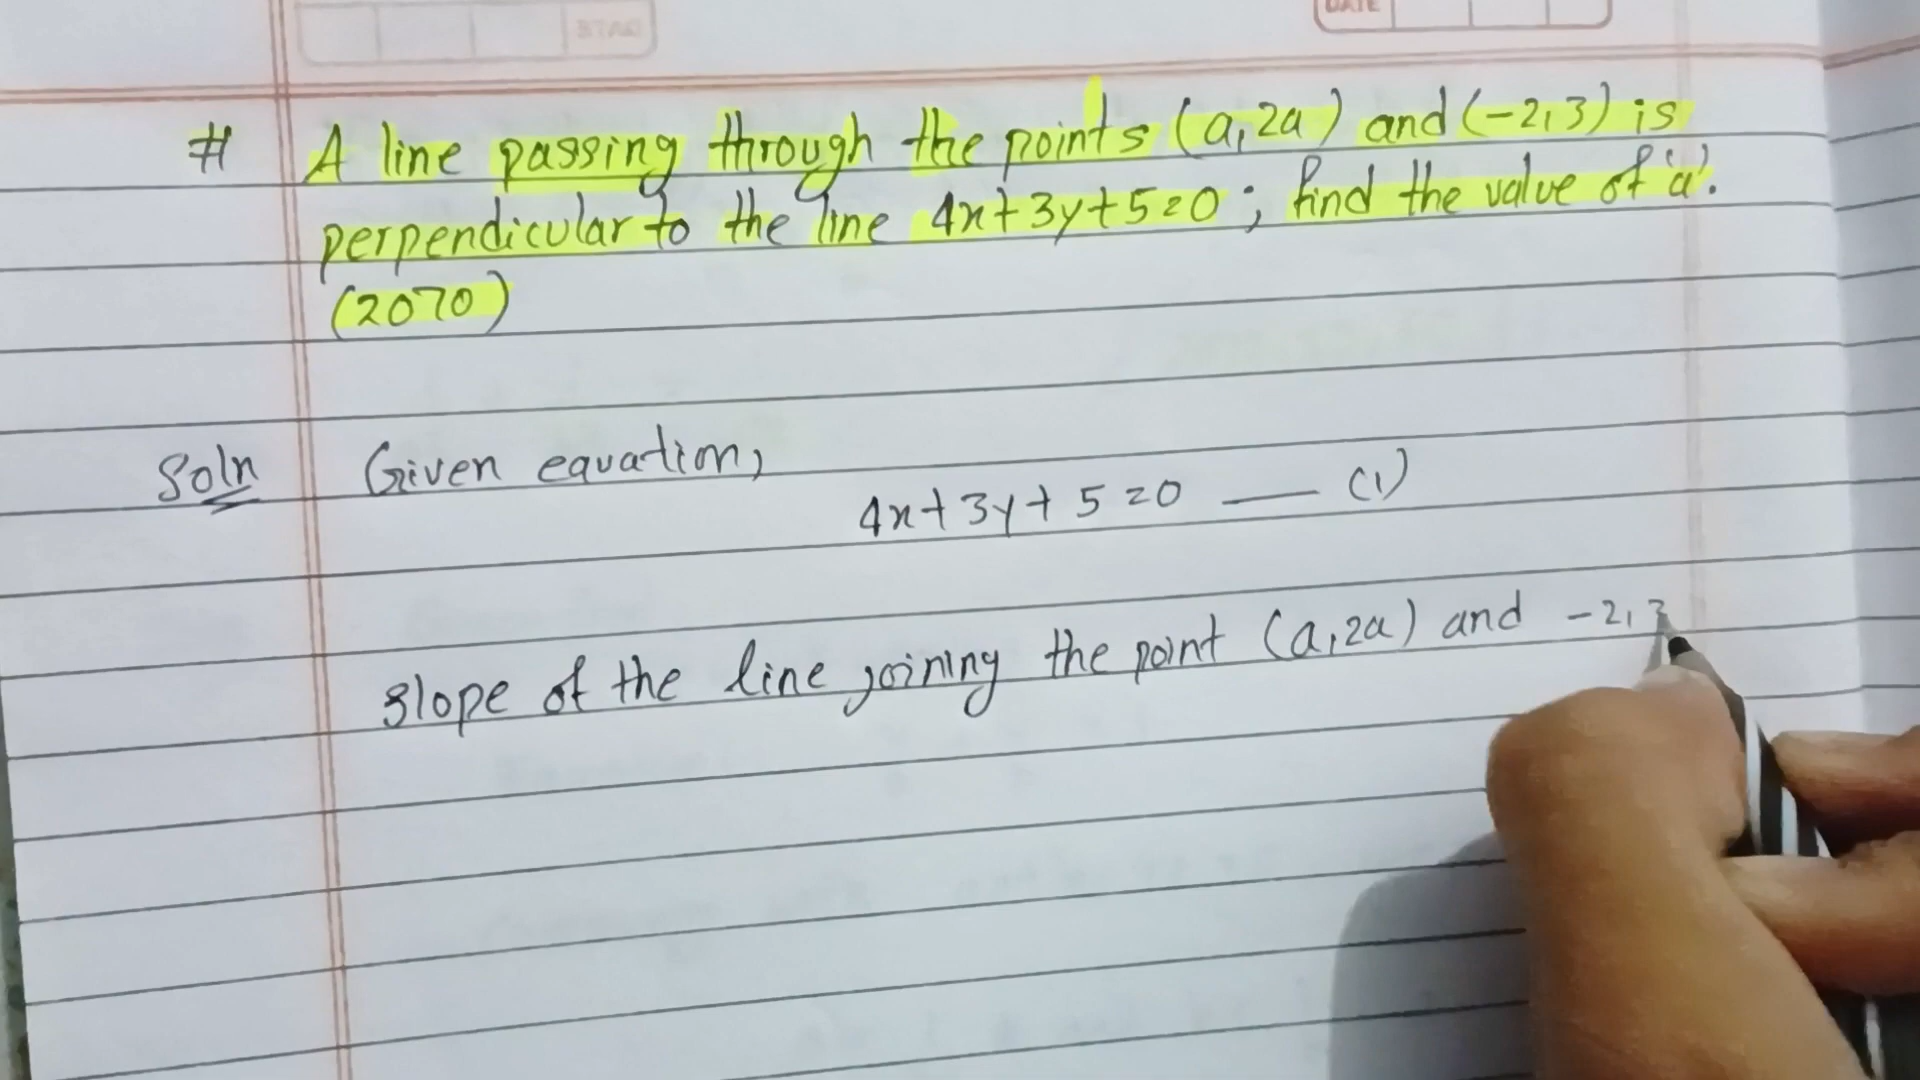 DATE
# A line passing through the points (a,2a) and (-2,3) is
perpendicular to the line 4x+3y+5=0; find the value of 'a'.
(2070)
Soln Given equation,
4x+3y+5=0 — (1)
slope of the line joining the point (a,2a) and -2,3